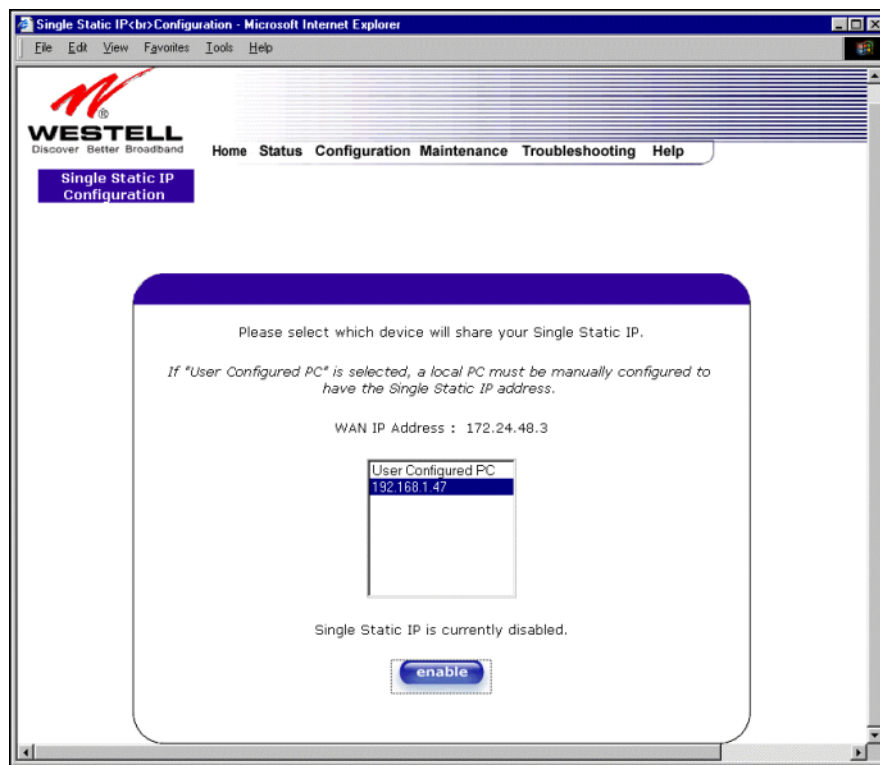 Single Static IP<br>Configuration - Microsoft Internet Explorer
File Edit View Favorites Tools Help
WESTELL
®
Discover Better Broadband
Home Status Configuration Maintenance Troubleshooting Help
Single Static IP
Configuration
Please select which device will share your Single Static IP.
If "User Configured PC" is selected, a local PC must be manually configured to
have the Single Static IP address.
WAN IP Address : 172.24.48.3
User Configured PC
192.168.1.47
Single Static IP is currently disabled.
enable